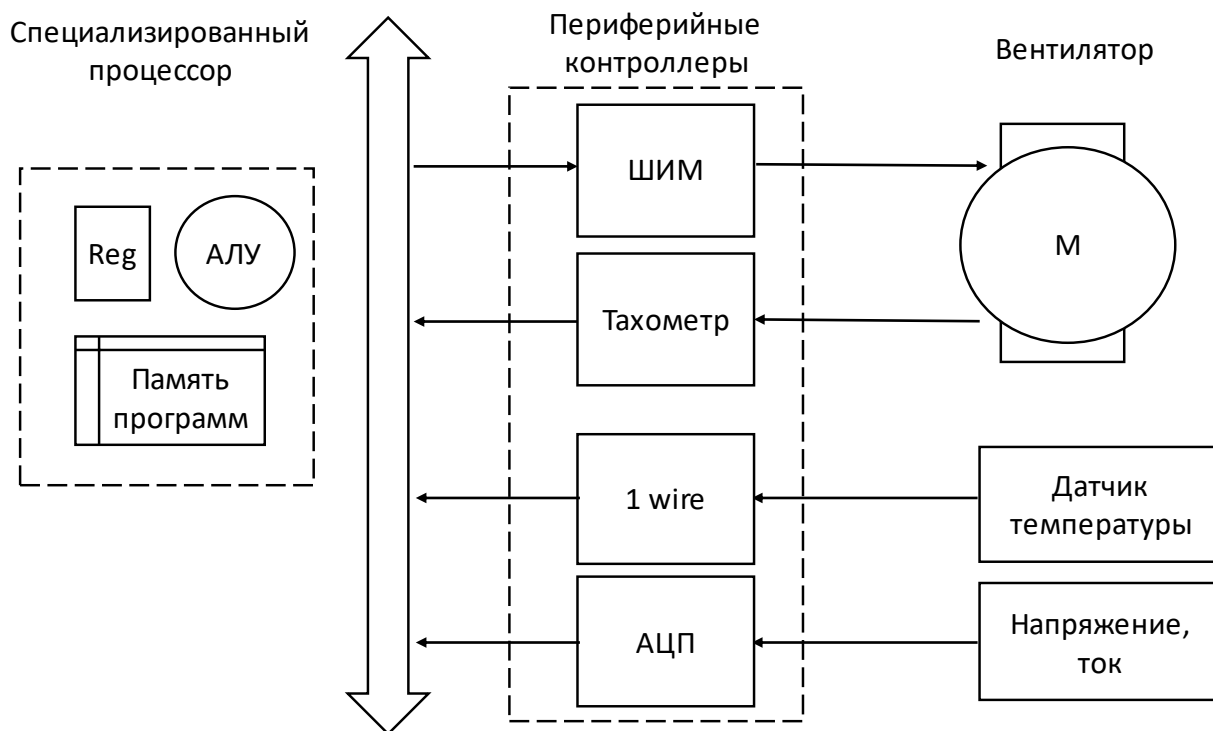 Специализированный
процессор
Периферийные
контроллеры
Вентилятор
ШИМ
М
Reg
АЛУ
Тахометр
Память
программ
1 wire
Датчик
температуры
АЦП
Напряжение,
ток